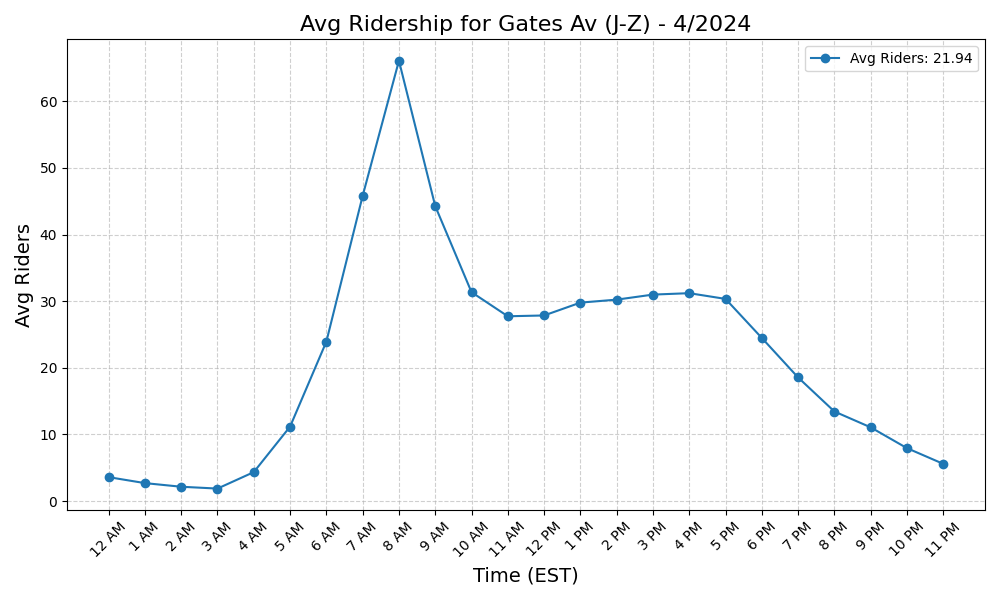 Avg Ridership for Gates Av (J-Z) - 4/2024
Avg Riders: 21.94
Avg Riders
60
50
40
30
20
10
0
12 AM
1 AM
2 AM
3 AM
4 AM
5 AM
6 AM
7 AM
8 AM
9 AM
10 AM
11 AM
12 PM
1 PM
2 PM
3 PM
4 PM
5 PM
6 PM
7 PM
8 PM
9 PM
10 PM
11 PM
Time (EST)